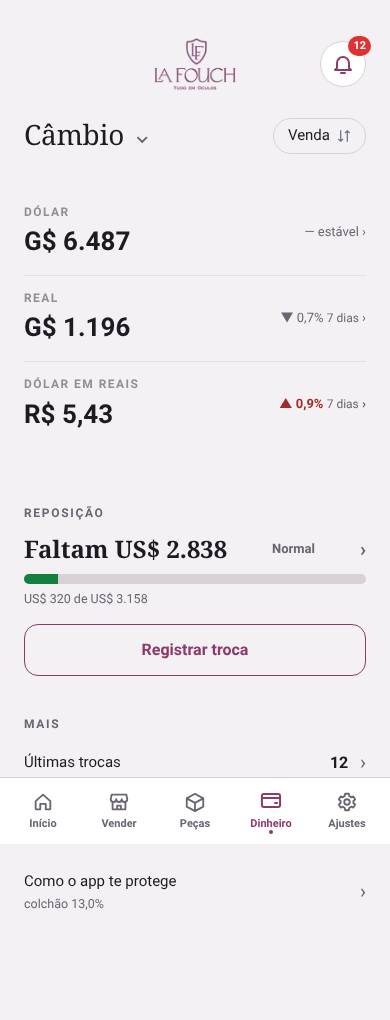 LF
LA FOUCH
Tudo em Óculos
12
Câmbio
Venda
DÓLAR
G$ 6.487
— estável ›
REAL
G$ 1.196
▼ 0,7% 7 dias ›
DÓLAR EM REAIS
R$ 5,43
▲ 0,9% 7 dias ›
REPOSIÇÃO
Faltam US$ 2.838
Normal ›
US$ 320 de US$ 3.158
Registrar troca
MAIS
Últimas trocas
12 ›
Início
Vender
Peças
Dinheiro
Ajustes
Como o app te protege
colchão 13,0%
›